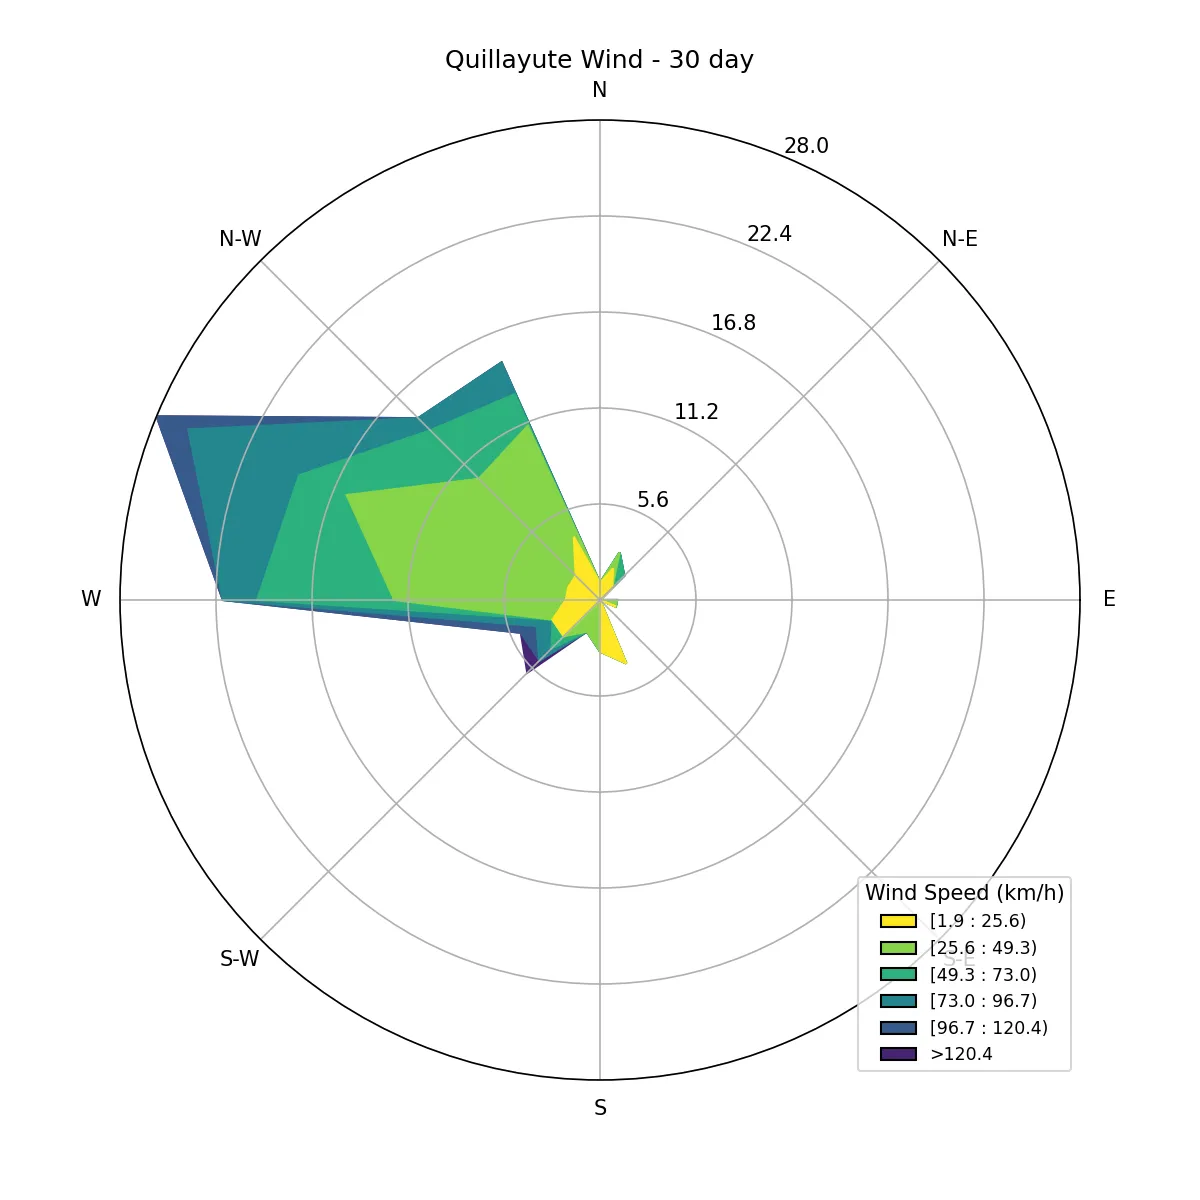 Quillayute Wind - 30 day
N
28.0
22.4
N-W
N-E
16.8
11.2
5.6
W
E
Wind Speed (km/h)
[1.9 : 25.6)
[25.6 : 49.3)
S-W
S-E
[49.3 : 73.0)
[73.0 : 96.7)
[96.7 : 120.4)
>120.4
S